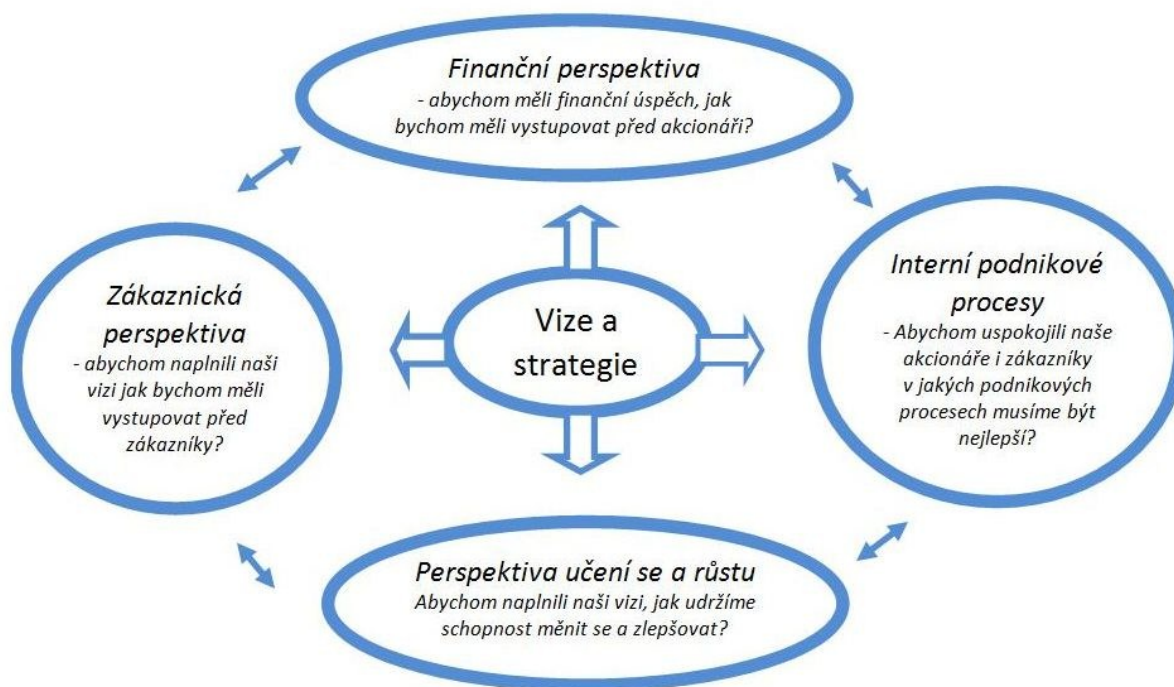 Finanční perspektiva
- abychom měli finanční úspěch, jak
bychom měli vystupovat před akcionáři?
Zákaznická
perspektiva
- abychom naplnili naši
vizi jak bychom měli
vystupovat před
zákazníky?
Vize a
strategie
Interní podnikové
procesy
- Abychom uspokojili naše
akcionáře i zákazníky
v jakých podnikových
procesech musíme být
nejlepší?
Perspektiva učení se a růstu
Abychom naplnili naši vizi, jak udržíme
schopnost měnit se a zlepšovat?